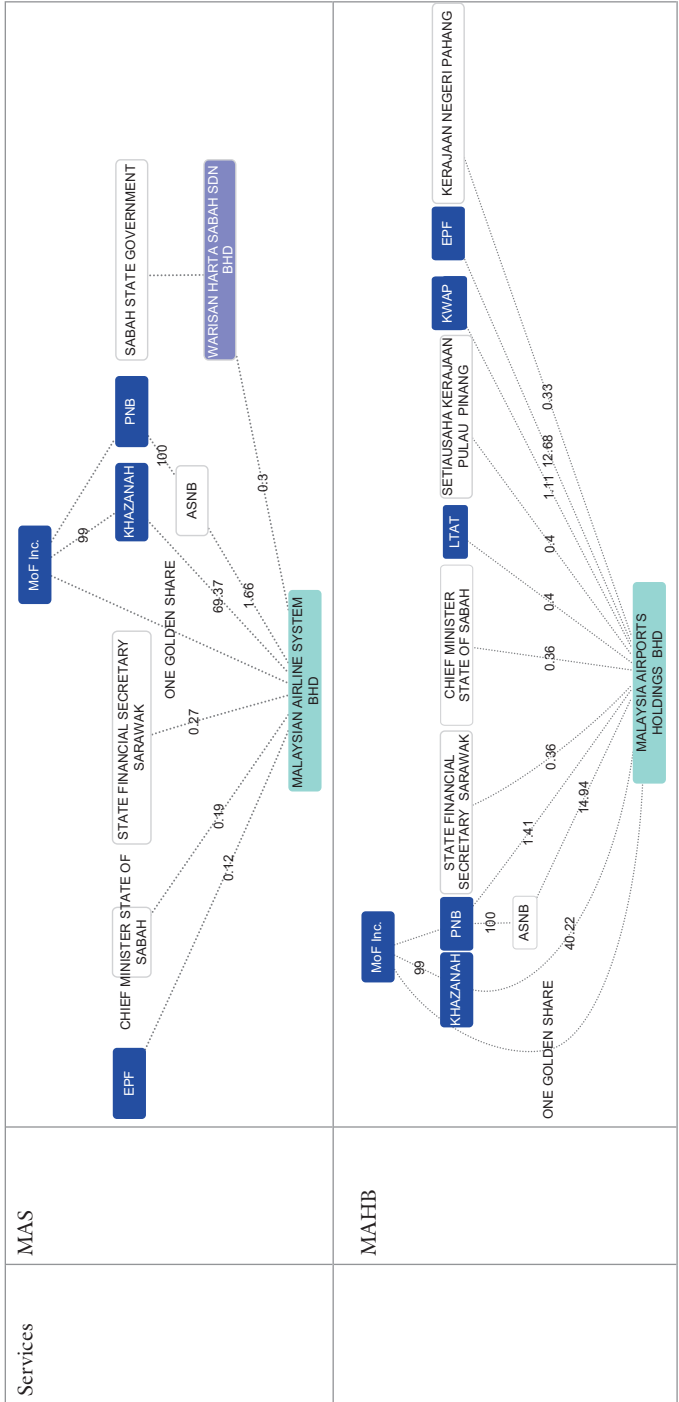 Services
MAS
MoF Inc.
99
EPF
CHIEF MINISTER STATE OF
SABAH
STATE FINANCIAL SECRETARY
SARAWAK
KHAZANAH
PNB
SABAH STATE GOVERNMENT
100
ASNB
WARISAN HARTA SABAH SDN
BHD
ONE GOLDEN SHARE
0.12
0.19
0.27
69.37
1.66
0.3
MALAYSIAN AIRLINE SYSTEM
BHD
MAHB
MoF Inc.
99
KHAZANAH
PNB
STATE FINANCIAL
SECRETARY SARAWAK
CHIEF MINISTER
STATE OF SABAH
LTAT
SETIAUSAHA KERAJAAN
PULAU PINANG
KWAP
EPF
KERAJAAN NEGERI PAHANG
100
ASNB
ONE GOLDEN SHARE
40.22
1.41
14.94
0.36
0.36
0.4
0.4
1.11
12.68
0.33
MALAYSIA AIRPORTS
HOLDINGS BHD